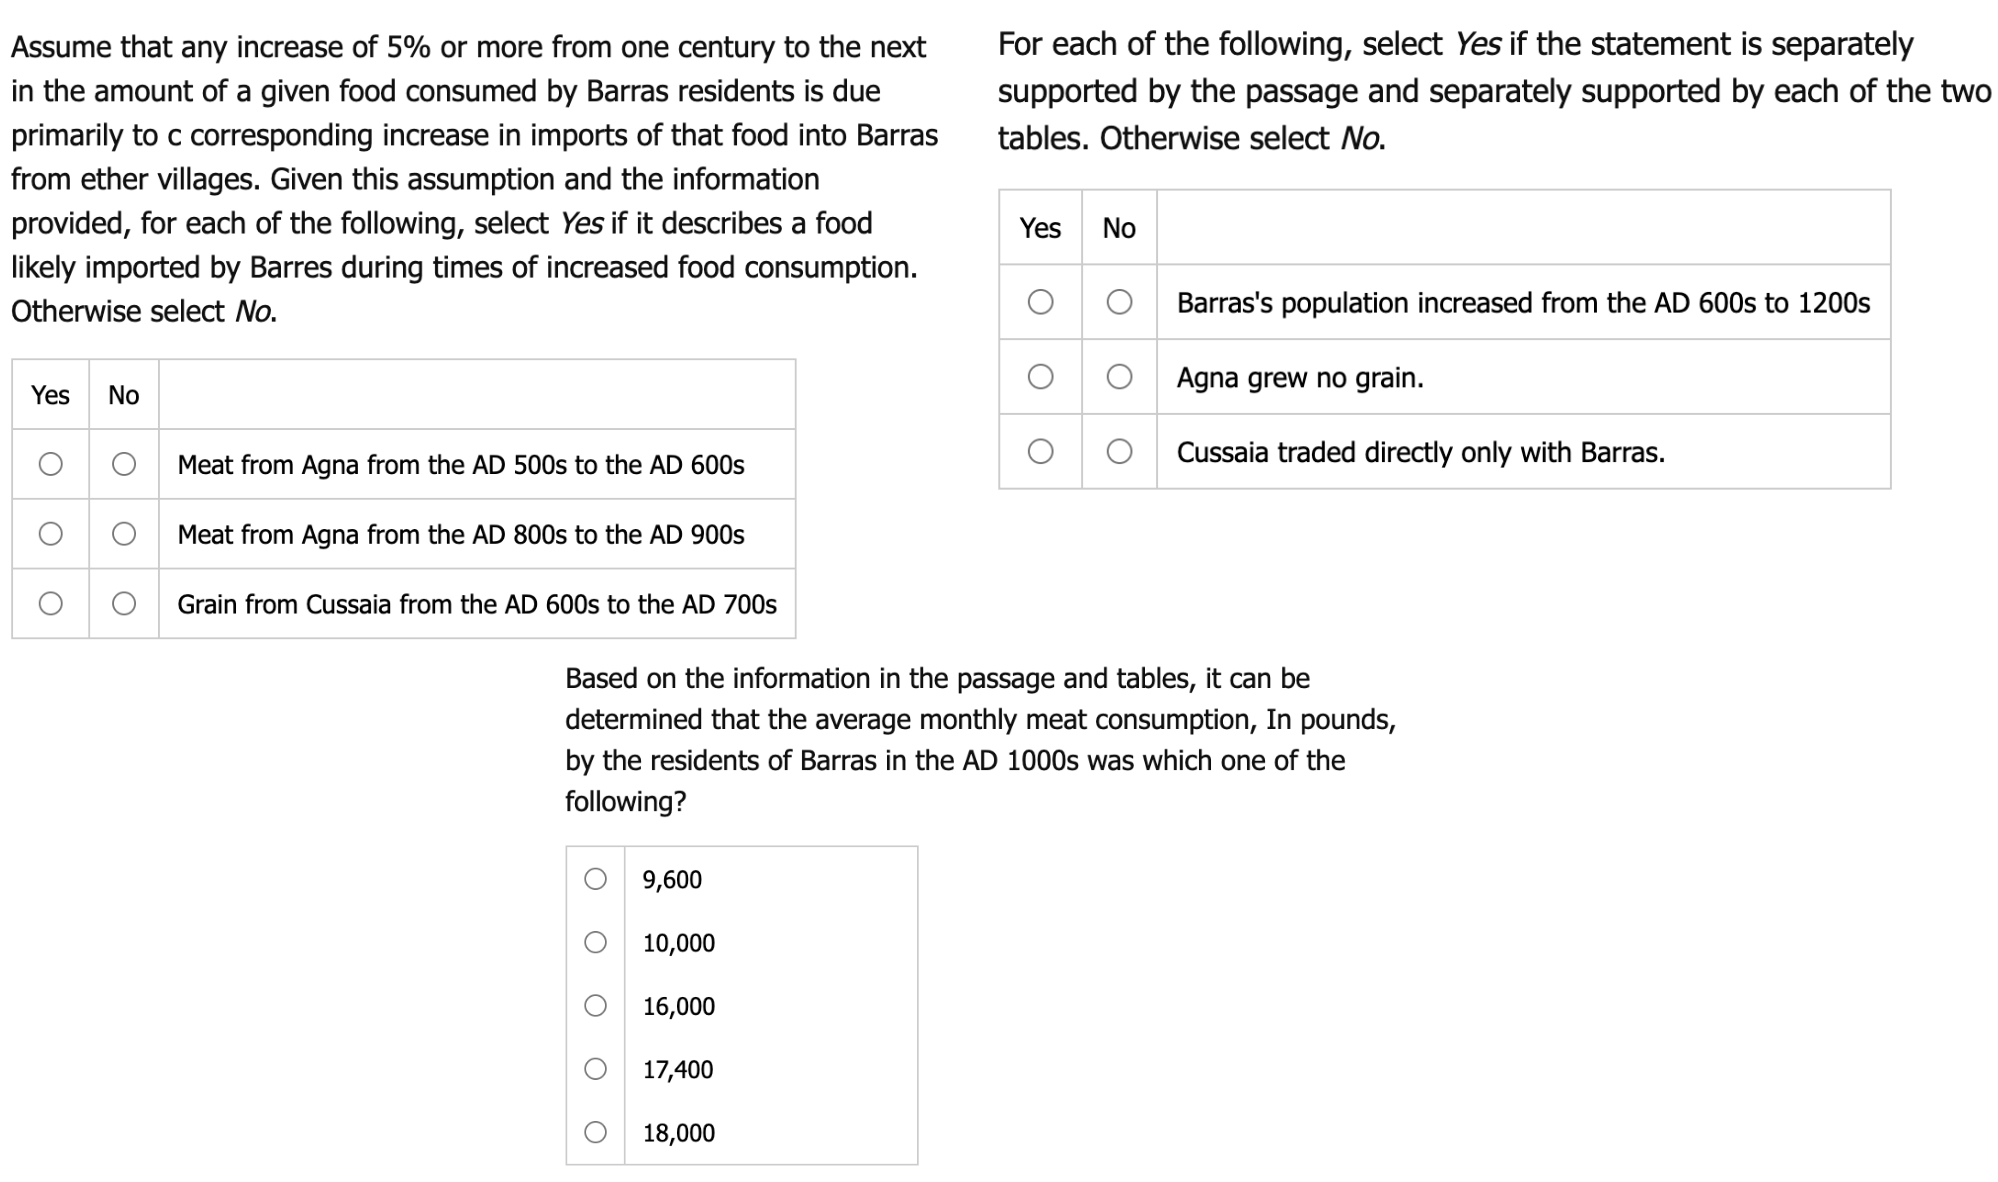 Assume that any increase of 5% or more from one century to the next
in the amount of a given food consumed by Barras residents is due
primarily to c corresponding increase in imports of that food into Barras
from ether villages. Given this assumption and the information
provided, for each of the following, select Yes if it describes a food
likely imported by Barres during times of increased food consumption.
Otherwise select No.
Yes No
Meat from Agna from the AD 500s to the AD 600s
Meat from Agna from the AD 800s to the AD 900s
Grain from Cussaia from the AD 600s to the AD 700s
For each of the following, select Yes if the statement is separately
supported by the passage and separately supported by each of the two
tables. Otherwise select No.
Yes No
Barras's population increased from the AD 600s to 1200s
Agna grew no grain.
Cussaia traded directly only with Barras.
Based on the information in the passage and tables, it can be
determined that the average monthly meat consumption, In pounds,
by the residents of Barras in the AD 1000s was which one of the
following?
9,600
10,000
16,000
17,400
18,000